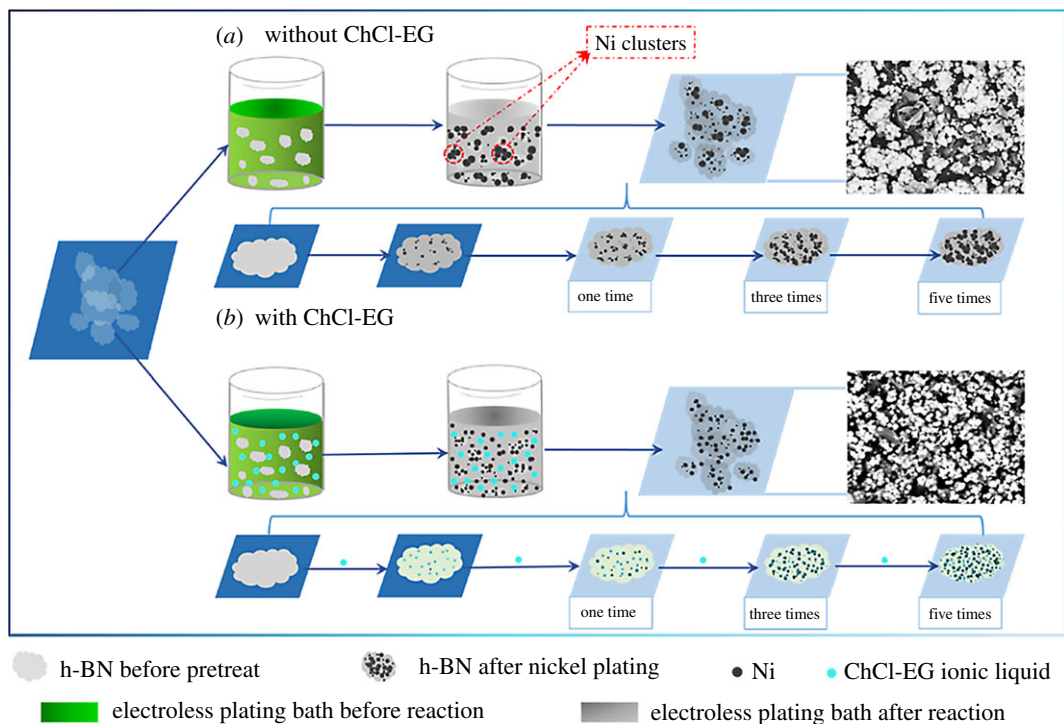 (a) without ChCl-EG
Ni clusters
one time
three times
five times
(b) with ChCl-EG
one time
three times
five times
h-BN before pretreat
h-BN after nickel plating
Ni
ChCl-EG ionic liquid
electroless plating bath before reaction
electroless plating bath after reaction